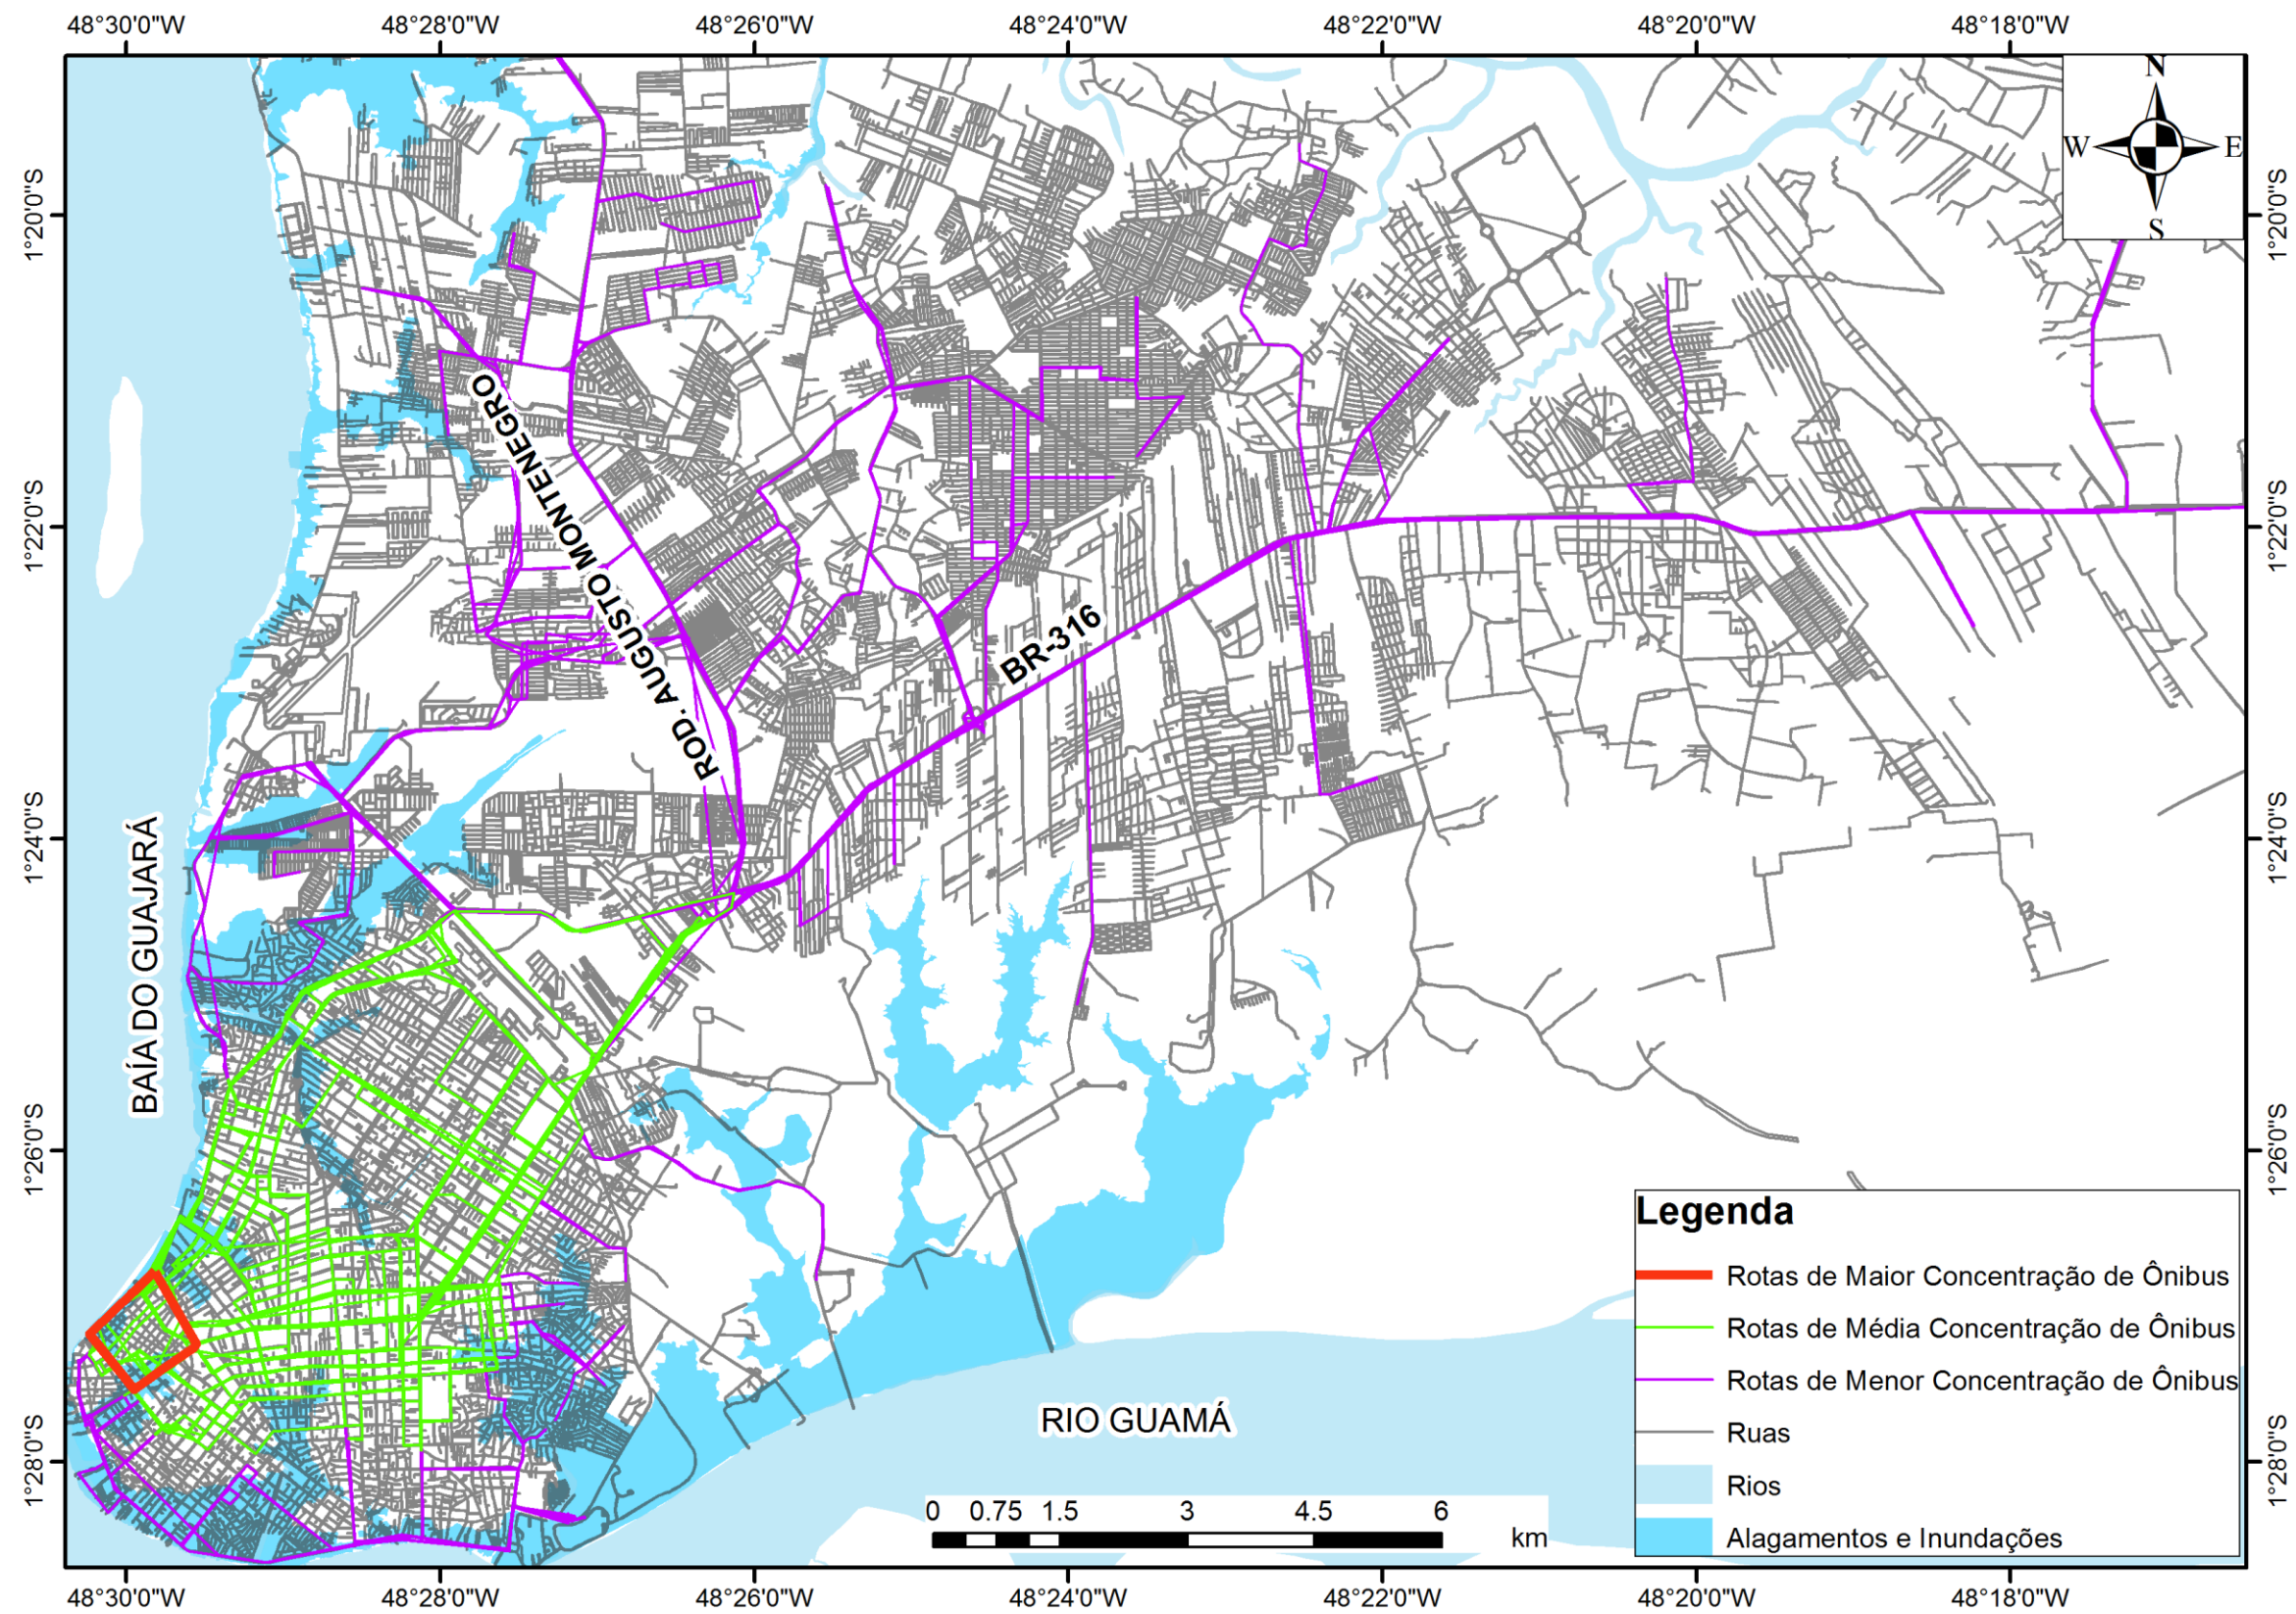 48°30'0"W 48°28'0"W 48°26'0"W 48°24'0"W 48°22'0"W 48°20'0"W 48°18'0"W
N
W E
S
1°20'0"S 1°20'0"S
1°22'0"S 1°22'0"S
1°24'0"S 1°24'0"S
1°26'0"S 1°26'0"S
1°28'0"S 1°28'0"S
ROD. AUGUSTO MONTENEGRO
BR-316
BAÍA DO GUAJARÁ
RIO GUAMÁ
Legenda
Rotas de Maior Concentração de Ônibus
Rotas de Média Concentração de Ônibus
Rotas de Menor Concentração de Ônibus
Ruas
Rios
Alagamentos e Inundações
0 0.75 1.5 3 4.5 6
km
48°30'0"W 48°28'0"W 48°26'0"W 48°24'0"W 48°22'0"W 48°20'0"W 48°18'0"W